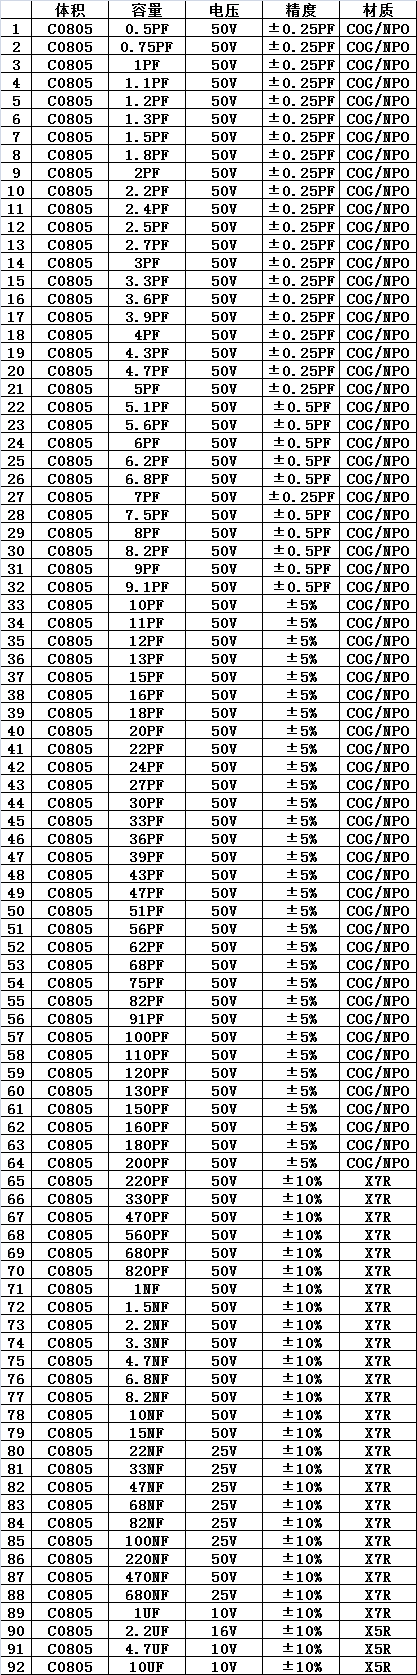 体积 容量 电压 精度 材质
1 C0805 0.5PF 50V ±0.25PF COG/NPO
2 C0805 0.75PF 50V ±0.25PF COG/NPO
3 C0805 1PF 50V ±0.25PF COG/NPO
4 C0805 1.1PF 50V ±0.25PF COG/NPO
5 C0805 1.2PF 50V ±0.25PF COG/NPO
6 C0805 1.3PF 50V ±0.25PF COG/NPO
7 C0805 1.5PF 50V ±0.25PF COG/NPO
8 C0805 1.8PF 50V ±0.25PF COG/NPO
9 C0805 2PF 50V ±0.25PF COG/NPO
10 C0805 2.2PF 50V ±0.25PF COG/NPO
11 C0805 2.4PF 50V ±0.25PF COG/NPO
12 C0805 2.5PF 50V ±0.25PF COG/NPO
13 C0805 2.7PF 50V ±0.25PF COG/NPO
14 C0805 3PF 50V ±0.25PF COG/NPO
15 C0805 3.3PF 50V ±0.25PF COG/NPO
16 C0805 3.6PF 50V ±0.25PF COG/NPO
17 C0805 3.9PF 50V ±0.25PF COG/NPO
18 C0805 4PF 50V ±0.25PF COG/NPO
19 C0805 4.3PF 50V ±0.25PF COG/NPO
20 C0805 4.7PF 50V ±0.25PF COG/NPO
21 C0805 5PF 50V ±0.25PF COG/NPO
22 C0805 5.1PF 50V ±0.5PF COG/NPO
23 C0805 5.6PF 50V ±0.5PF COG/NPO
24 C0805 6PF 50V ±0.5PF COG/NPO
25 C0805 6.2PF 50V ±0.5PF COG/NPO
26 C0805 6.8PF 50V ±0.5PF COG/NPO
27 C0805 7PF 50V ±0.25PF COG/NPO
28 C0805 7.5PF 50V ±0.5PF COG/NPO
29 C0805 8PF 50V ±0.5PF COG/NPO
30 C0805 8.2PF 50V ±0.5PF COG/NPO
31 C0805 9PF 50V ±0.5PF COG/NPO
32 C0805 9.1PF 50V ±0.5PF COG/NPO
33 C0805 10PF 50V ±5% COG/NPO
34 C0805 11PF 50V ±5% COG/NPO
35 C0805 12PF 50V ±5% COG/NPO
36 C0805 13PF 50V ±5% COG/NPO
37 C0805 15PF 50V ±5% COG/NPO
38 C0805 16PF 50V ±5% COG/NPO
39 C0805 18PF 50V ±5% COG/NPO
40 C0805 20PF 50V ±5% COG/NPO
41 C0805 22PF 50V ±5% COG/NPO
42 C0805 24PF 50V ±5% COG/NPO
43 C0805 27PF 50V ±5% COG/NPO
44 C0805 30PF 50V ±5% COG/NPO
45 C0805 33PF 50V ±5% COG/NPO
46 C0805 36PF 50V ±5% COG/NPO
47 C0805 39PF 50V ±5% COG/NPO
48 C0805 43PF 50V ±5% COG/NPO
49 C0805 47PF 50V ±5% COG/NPO
50 C0805 51PF 50V ±5% COG/NPO
51 C0805 56PF 50V ±5% COG/NPO
52 C0805 62PF 50V ±5% COG/NPO
53 C0805 68PF 50V ±5% COG/NPO
54 C0805 75PF 50V ±5% COG/NPO
55 C0805 82PF 50V ±5% COG/NPO
56 C0805 91PF 50V ±5% COG/NPO
57 C0805 100PF 50V ±5% COG/NPO
58 C0805 110PF 50V ±5% COG/NPO
59 C0805 120PF 50V ±5% COG/NPO
60 C0805 130PF 50V ±5% COG/NPO
61 C0805 150PF 50V ±5% COG/NPO
62 C0805 160PF 50V ±5% COG/NPO
63 C0805 180PF 50V ±5% COG/NPO
64 C0805 200PF 50V ±5% COG/NPO
65 C0805 220PF 50V ±10% X7R
66 C0805 330PF 50V ±10% X7R
67 C0805 470PF 50V ±10% X7R
68 C0805 560PF 50V ±10% X7R
69 C0805 680PF 50V ±10% X7R
70 C0805 820PF 50V ±10% X7R
71 C0805 1NF 50V ±10% X7R
72 C0805 1.5NF 50V ±10% X7R
73 C0805 2.2NF 50V ±10% X7R
74 C0805 3.3NF 50V ±10% X7R
75 C0805 4.7NF 50V ±10% X7R
76 C0805 6.8NF 50V ±10% X7R
77 C0805 8.2NF 50V ±10% X7R
78 C0805 10NF 50V ±10% X7R
79 C0805 15NF 50V ±10% X7R
80 C0805 22NF 25V ±10% X7R
81 C0805 33NF 25V ±10% X7R
82 C0805 47NF 25V ±10% X7R
83 C0805 68NF 25V ±10% X7R
84 C0805 82NF 25V ±10% X7R
85 C0805 100NF 25V ±10% X7R
86 C0805 220NF 50V ±10% X7R
87 C0805 470NF 50V ±10% X7R
88 C0805 680NF 25V ±10% X7R
89 C0805 1UF 10V ±10% X7R
90 C0805 2.2UF 16V ±10% X5R
91 C0805 4.7UF 10V ±10% X5R
92 C0805 10UF 10V ±10% X5R